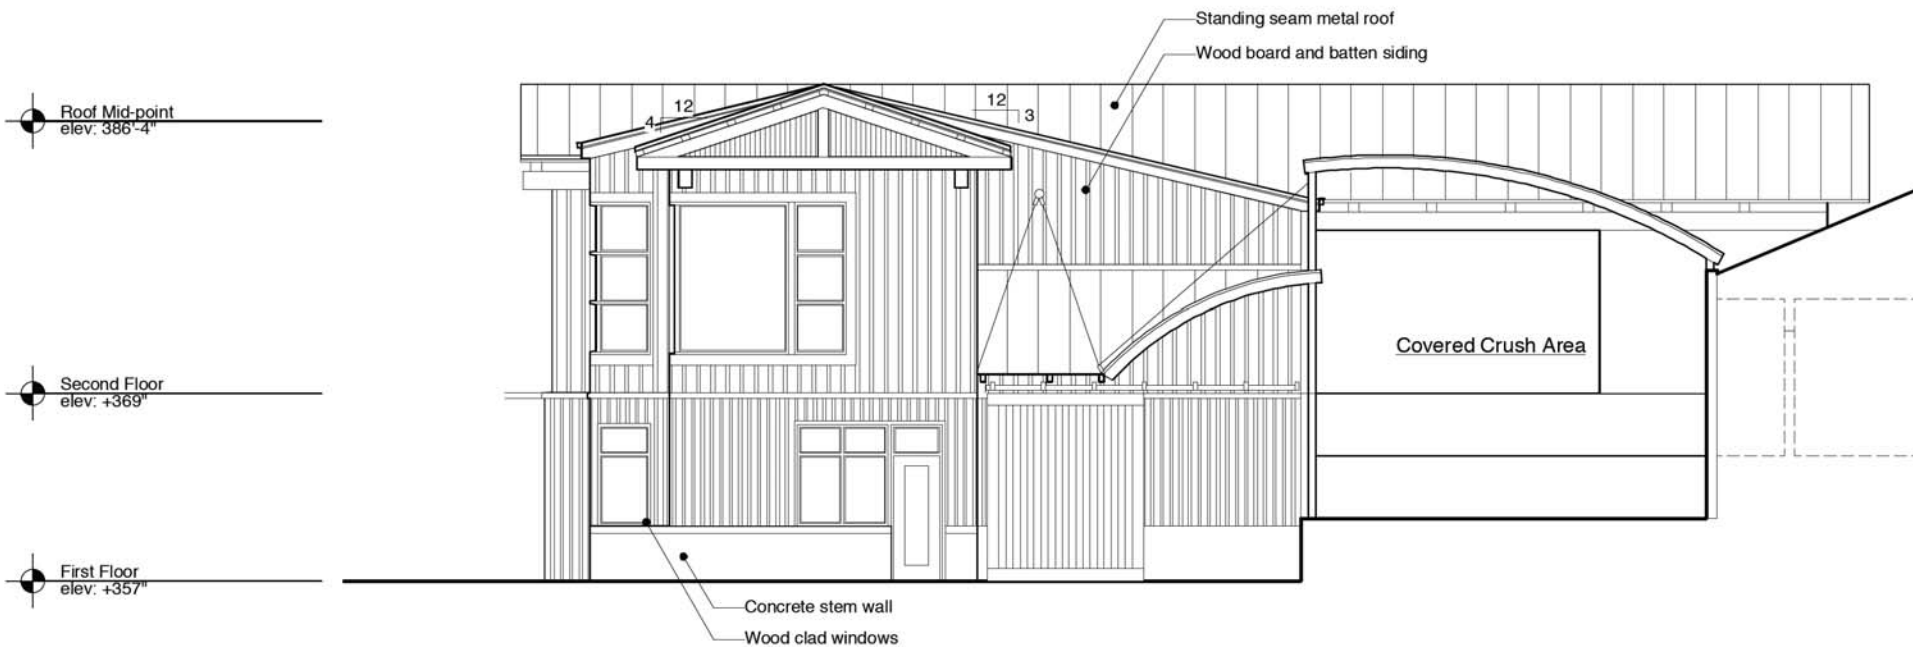 Standing seam metal roof
Wood board and batten siding
Roof Mid-point
elev: 386'-4"
12
4
12
3
Covered Crush Area
Second Floor
elev: +369"
First Floor
elev: +357"
Concrete stem wall
Wood clad windows